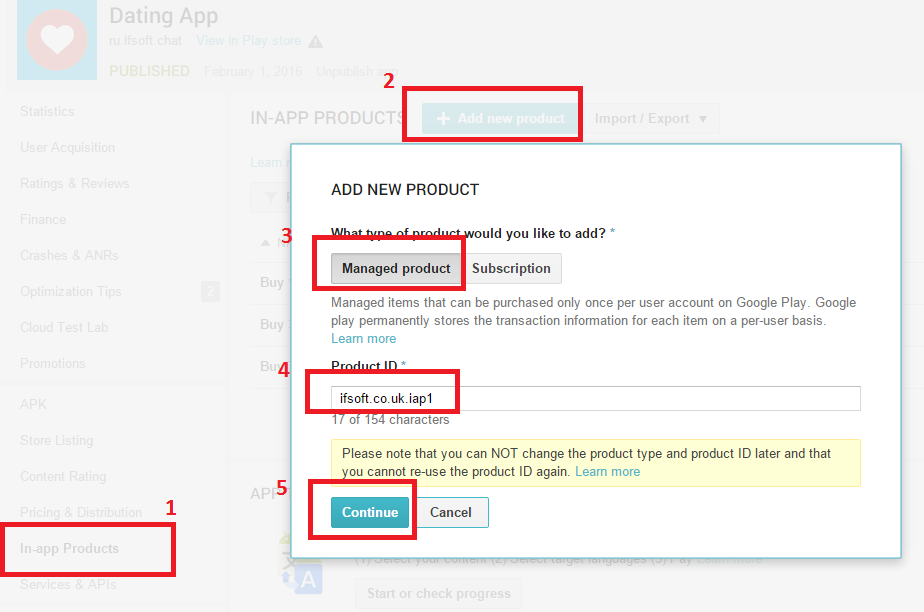 Dating App
ru.ifsoft.chat View in Play store
PUBLISHED February 1, 2016 Unpublish app
2
Statistics
IN-APP PRODUCTS + Add new product Import / Export ▼
User Acquisition
Learn
Ratings & Reviews
ADD NEW PRODUCT
Finance
3
What type of product would you like to add? *
Crashes & ANRs
Managed product Subscription
Buy
Optimization Tips 2
Managed items that can be purchased only once per user account on Google Play. Google
play permanently stores the transaction information for each item on a per-user basis.
Buy
Cloud Test Lab
Learn more
Promotions
4
Buy
Product ID *
ifsoft.co.uk.iap1
APK
17 of 154 characters
Store Listing
Please note that you can NOT change the product type and product ID later and that
you cannot re-use the product ID again. Learn more
Content Rating
5
APP
Pricing & Distribution
1
Continue Cancel
In-app Products
(1) Select your content (2) Select target languages (3) Pay Learn more
Services & APIs
A
Start or check progress